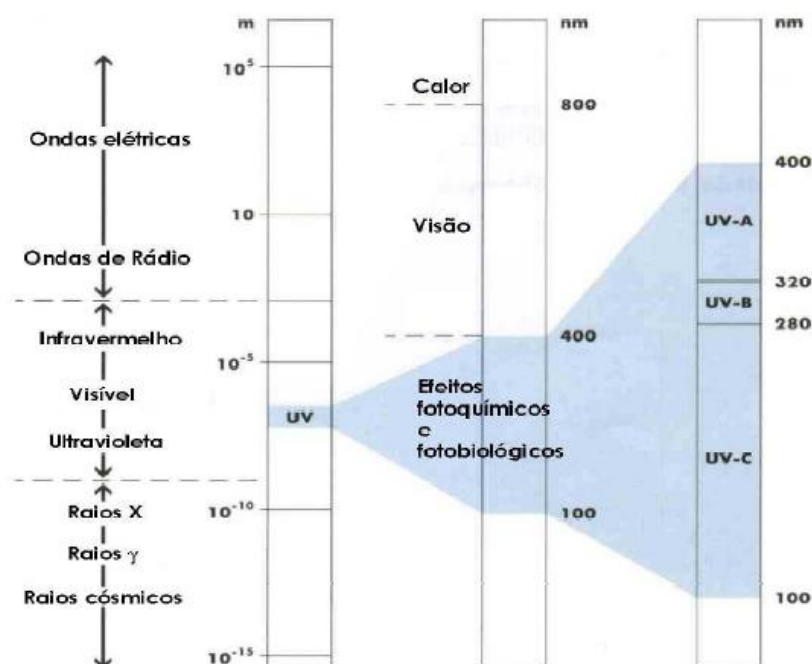 m
nm
nm
10⁵
Calor
800
Ondas elétricas
400
10
Visão
UV-A
Ondas de Rádio
320
UV-B
280
Infravermelho
400
10⁻⁵
Visível
UV
Efeitos
fotoquímicos
e
fotobiológicos
Ultravioleta
UV-C
Raios X
10⁻¹⁰
100
Raios γ
Raios cósmicos
100
10⁻¹⁵